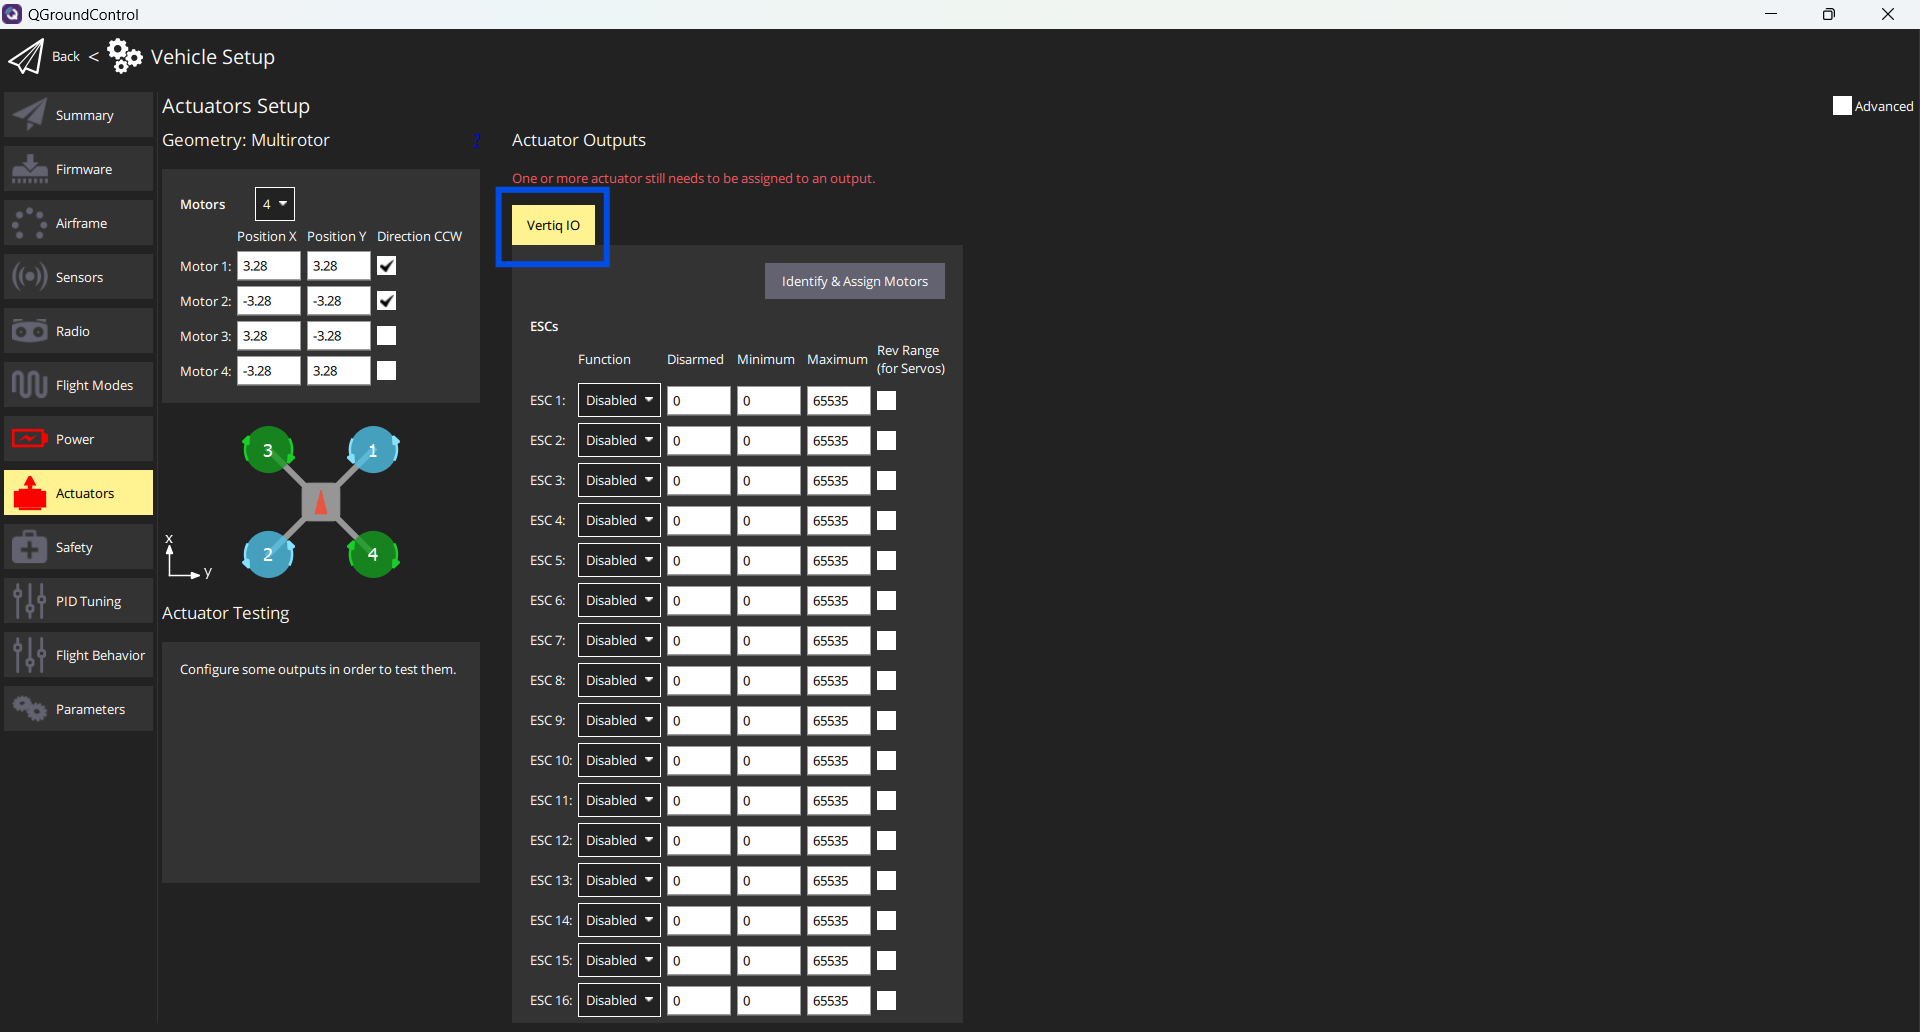 QGroundControl
Back < Vehicle Setup
Summary
Firmware
Airframe
Sensors
Radio
Flight Modes
Power
Actuators
Safety
PID Tuning
Flight Behavior
Parameters
Actuators Setup
Advanced
Geometry: Multirotor ?
Motors 4
Position X Position Y Direction CCW
Motor 1: 3.28 3.28
Motor 2: -3.28 -3.28
Motor 3: 3.28 -3.28
Motor 4: -3.28 3.28
3 1
2 4
x
y
Actuator Testing
Configure some outputs in order to test them.
Actuator Outputs
One or more actuator still needs to be assigned to an output.
Vertiq IO
Identify & Assign Motors
ESCs
Function Disarmed Minimum Maximum Rev Range
(for Servos)
ESC 1: Disabled 0 0 65535
ESC 2: Disabled 0 0 65535
ESC 3: Disabled 0 0 65535
ESC 4: Disabled 0 0 65535
ESC 5: Disabled 0 0 65535
ESC 6: Disabled 0 0 65535
ESC 7: Disabled 0 0 65535
ESC 8: Disabled 0 0 65535
ESC 9: Disabled 0 0 65535
ESC 10: Disabled 0 0 65535
ESC 11: Disabled 0 0 65535
ESC 12: Disabled 0 0 65535
ESC 13: Disabled 0 0 65535
ESC 14: Disabled 0 0 65535
ESC 15: Disabled 0 0 65535
ESC 16: Disabled 0 0 65535